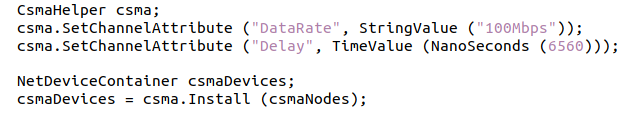 CsmaHelper csma;
csma.SetChannelAttribute ("DataRate", StringValue ("100Mbps"));
csma.SetChannelAttribute ("Delay", TimeValue (NanoSeconds (6560)));
NetDeviceContainer csmaDevices;
csmaDevices = csma.Install (csmaNodes);